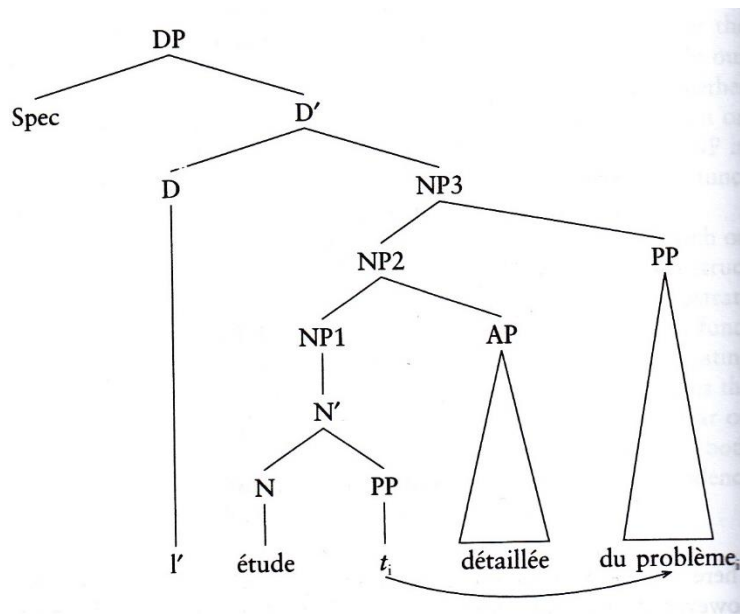 DP
Spec D′
D NP3
NP2 PP
NP1 AP
N′
N PP
l′ étude tᵢ détaillée du problèmeᵢ